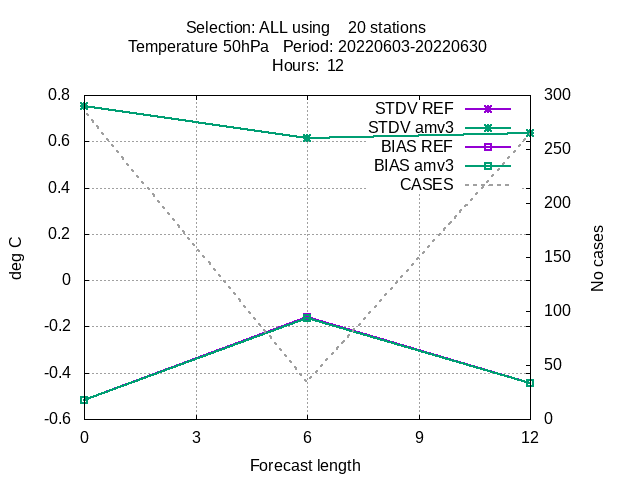 Selection: ALL using    20 stations
Temperature 50hPa   Period: 20220603-20220630
Hours:  12
0.8
0.6
0.4
0.2
0
-0.2
-0.4
-0.6
deg C
STDV REF
STDV amv3
BIAS REF
BIAS amv3
CASES
300
250
200
150
100
50
0
No cases
0 3 6 9 12
Forecast length